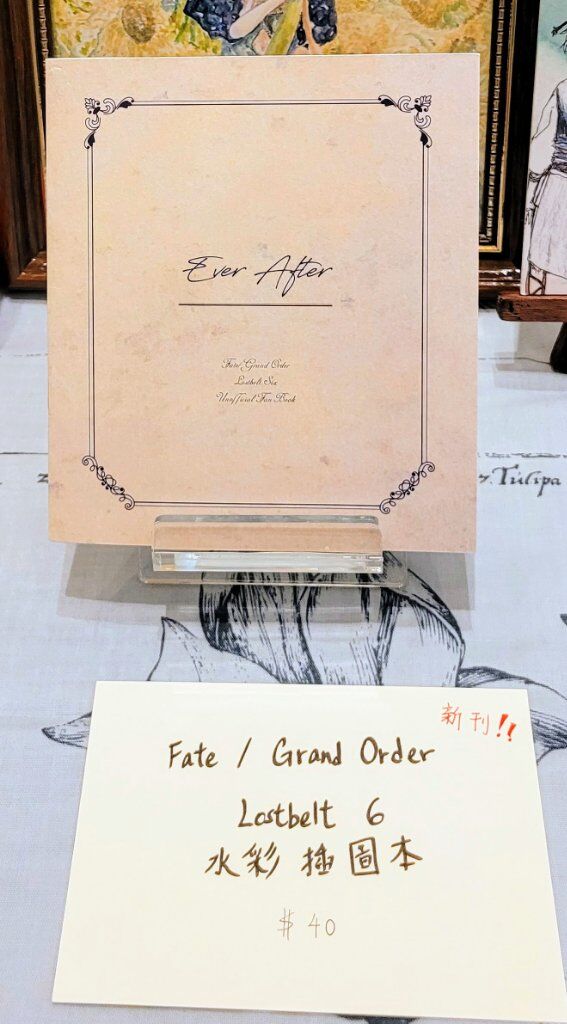 Ever After
Fate/Grand Order
Lostbelt Six
Unofficial Fan Book
z. Tulipa
新刊!!
Fate / Grand Order
Lostbelt 6
水彩插圖本
$ 40